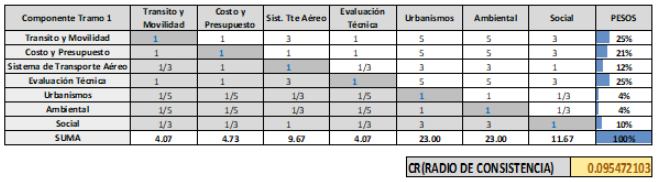 Componente Tramo 1 Transito y Movilidad Costo y Presupuesto Sist. Tte Aéreo Evaluación Técnica Urbanismos Ambiental Social PESOS
Transito y Movilidad 1 1 3 1 5 5 3 25%
Costo y Presupuesto 1 1 1 1 5 5 3 21%
Sistema de Transporte Aéreo 1/3 1 1 1/3 3 3 1 12%
Evaluación Técnica 1 1 3 1 5 5 3 25%
Urbanismos 1/5 1/5 1/3 1/5 1 1 1/3 4%
Ambiental 1/5 1/5 1/3 1/5 1 1 1/3 4%
Social 1/3 1/3 1 1/3 3 3 1 10%
SUMA 4.07 4.73 9.67 4.07 23.00 23.00 11.67 100%
CR(RADIO DE CONSISTENCIA) 0.095472103